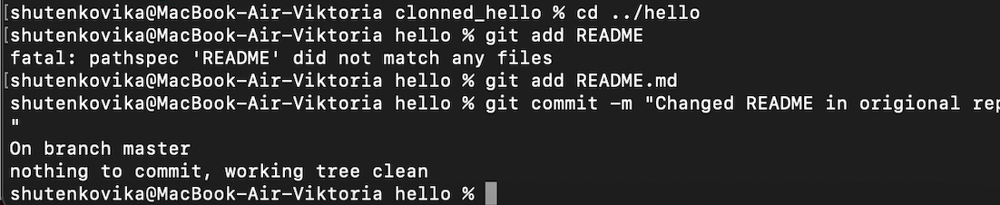 [shutenkovika@MacBook-Air-Viktoria clonned_hello % cd ../hello
[shutenkovika@MacBook-Air-Viktoria hello % git add README
fatal: pathspec 'README' did not match any files
[shutenkovika@MacBook-Air-Viktoria hello % git add README.md
shutenkovika@MacBook-Air-Viktoria hello % git commit -m "Changed README in origional rep
"
On branch master
nothing to commit, working tree clean
shutenkovika@MacBook-Air-Viktoria hello %